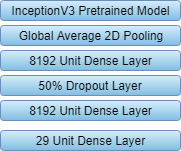 InceptionV3 Pretrained Model
Global Average 2D Pooling
8192 Unit Dense Layer
50% Dropout Layer
8192 Unit Dense Layer
29 Unit Dense Layer